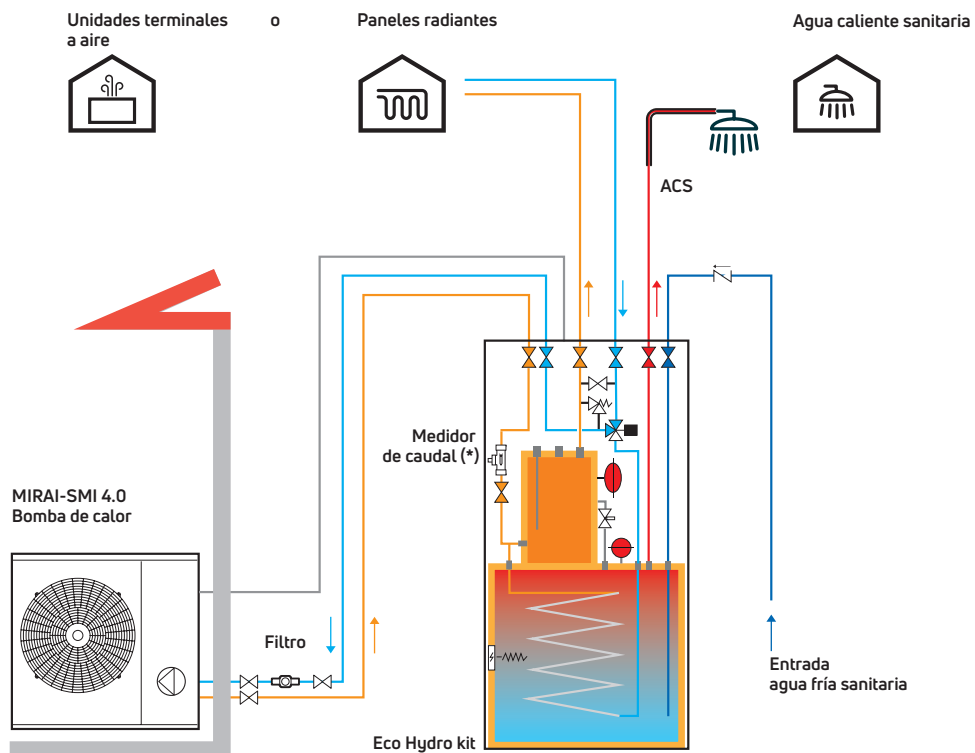 Unidades terminales
a aire
o
Paneles radiantes
Agua caliente sanitaria
ACS
Medidor
de caudal (*)
MIRAI-SMI 4.0
Bomba de calor
Filtro
Entrada
agua fría sanitaria
Eco Hydro kit